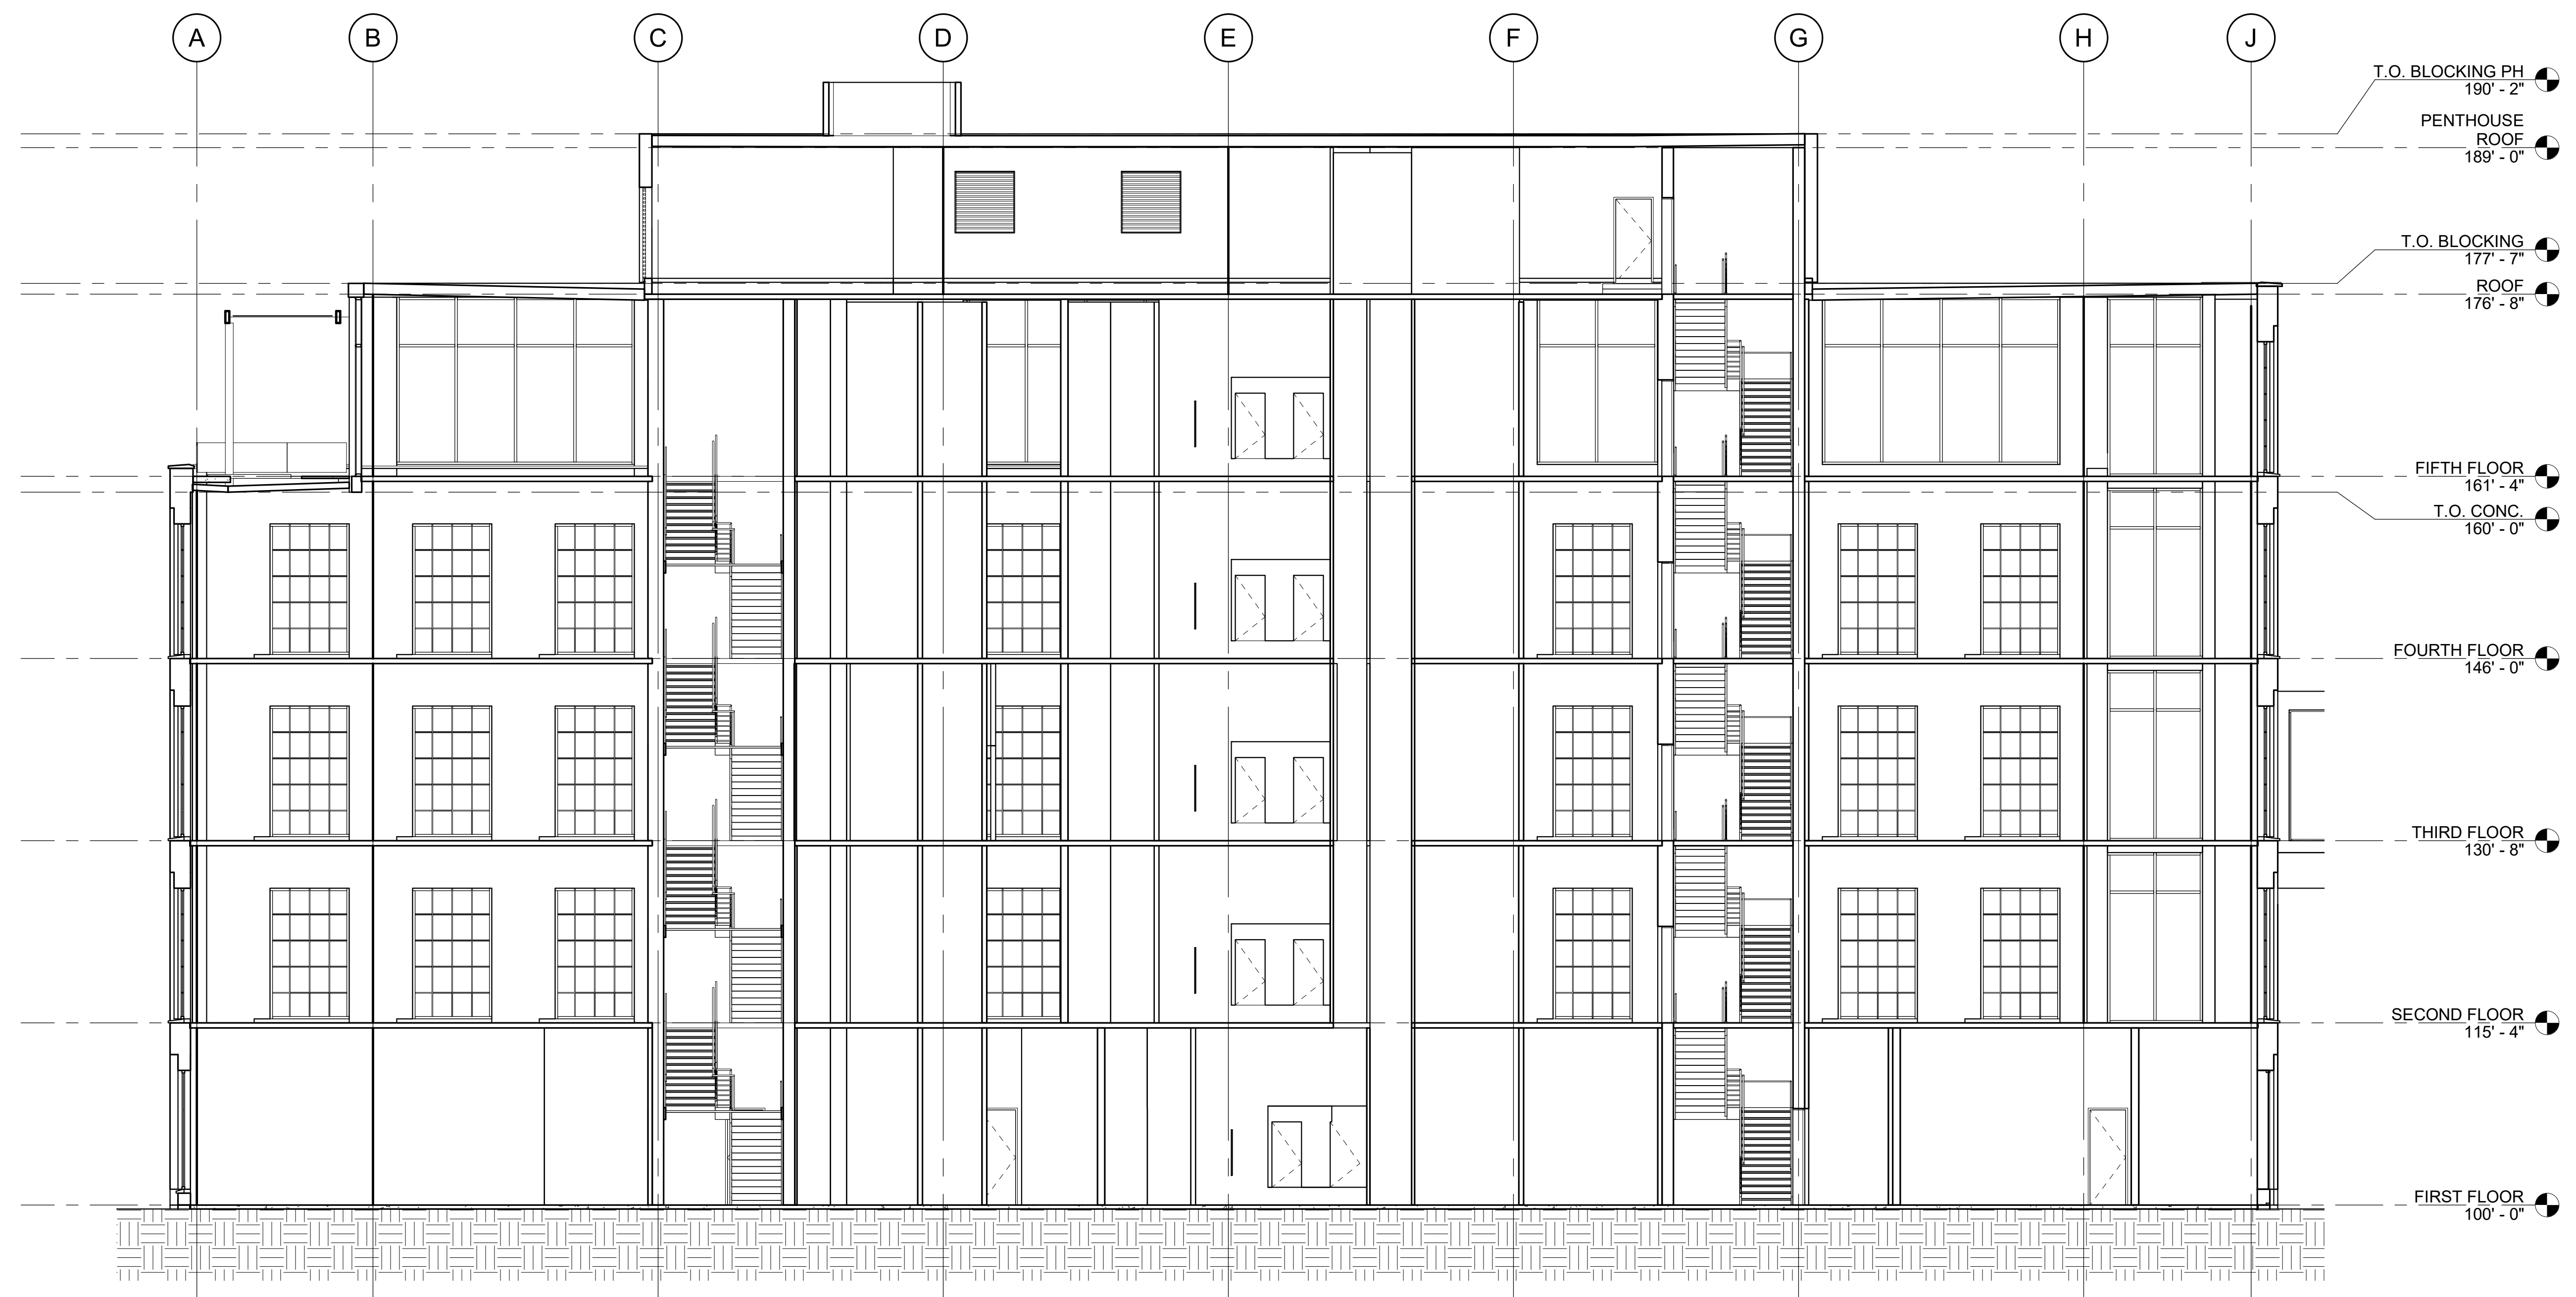 A
B
C
D
E
F
G
H
J
T.O. BLOCKING PH
190' - 2"
PENTHOUSE
ROOF
189' - 0"
T.O. BLOCKING
177' - 7"
ROOF
176' - 8"
FIFTH FLOOR
161' - 4"
T.O. CONC.
160' - 0"
FOURTH FLOOR
146' - 0"
THIRD FLOOR
130' - 8"
SECOND FLOOR
115' - 4"
FIRST FLOOR
100' - 0"